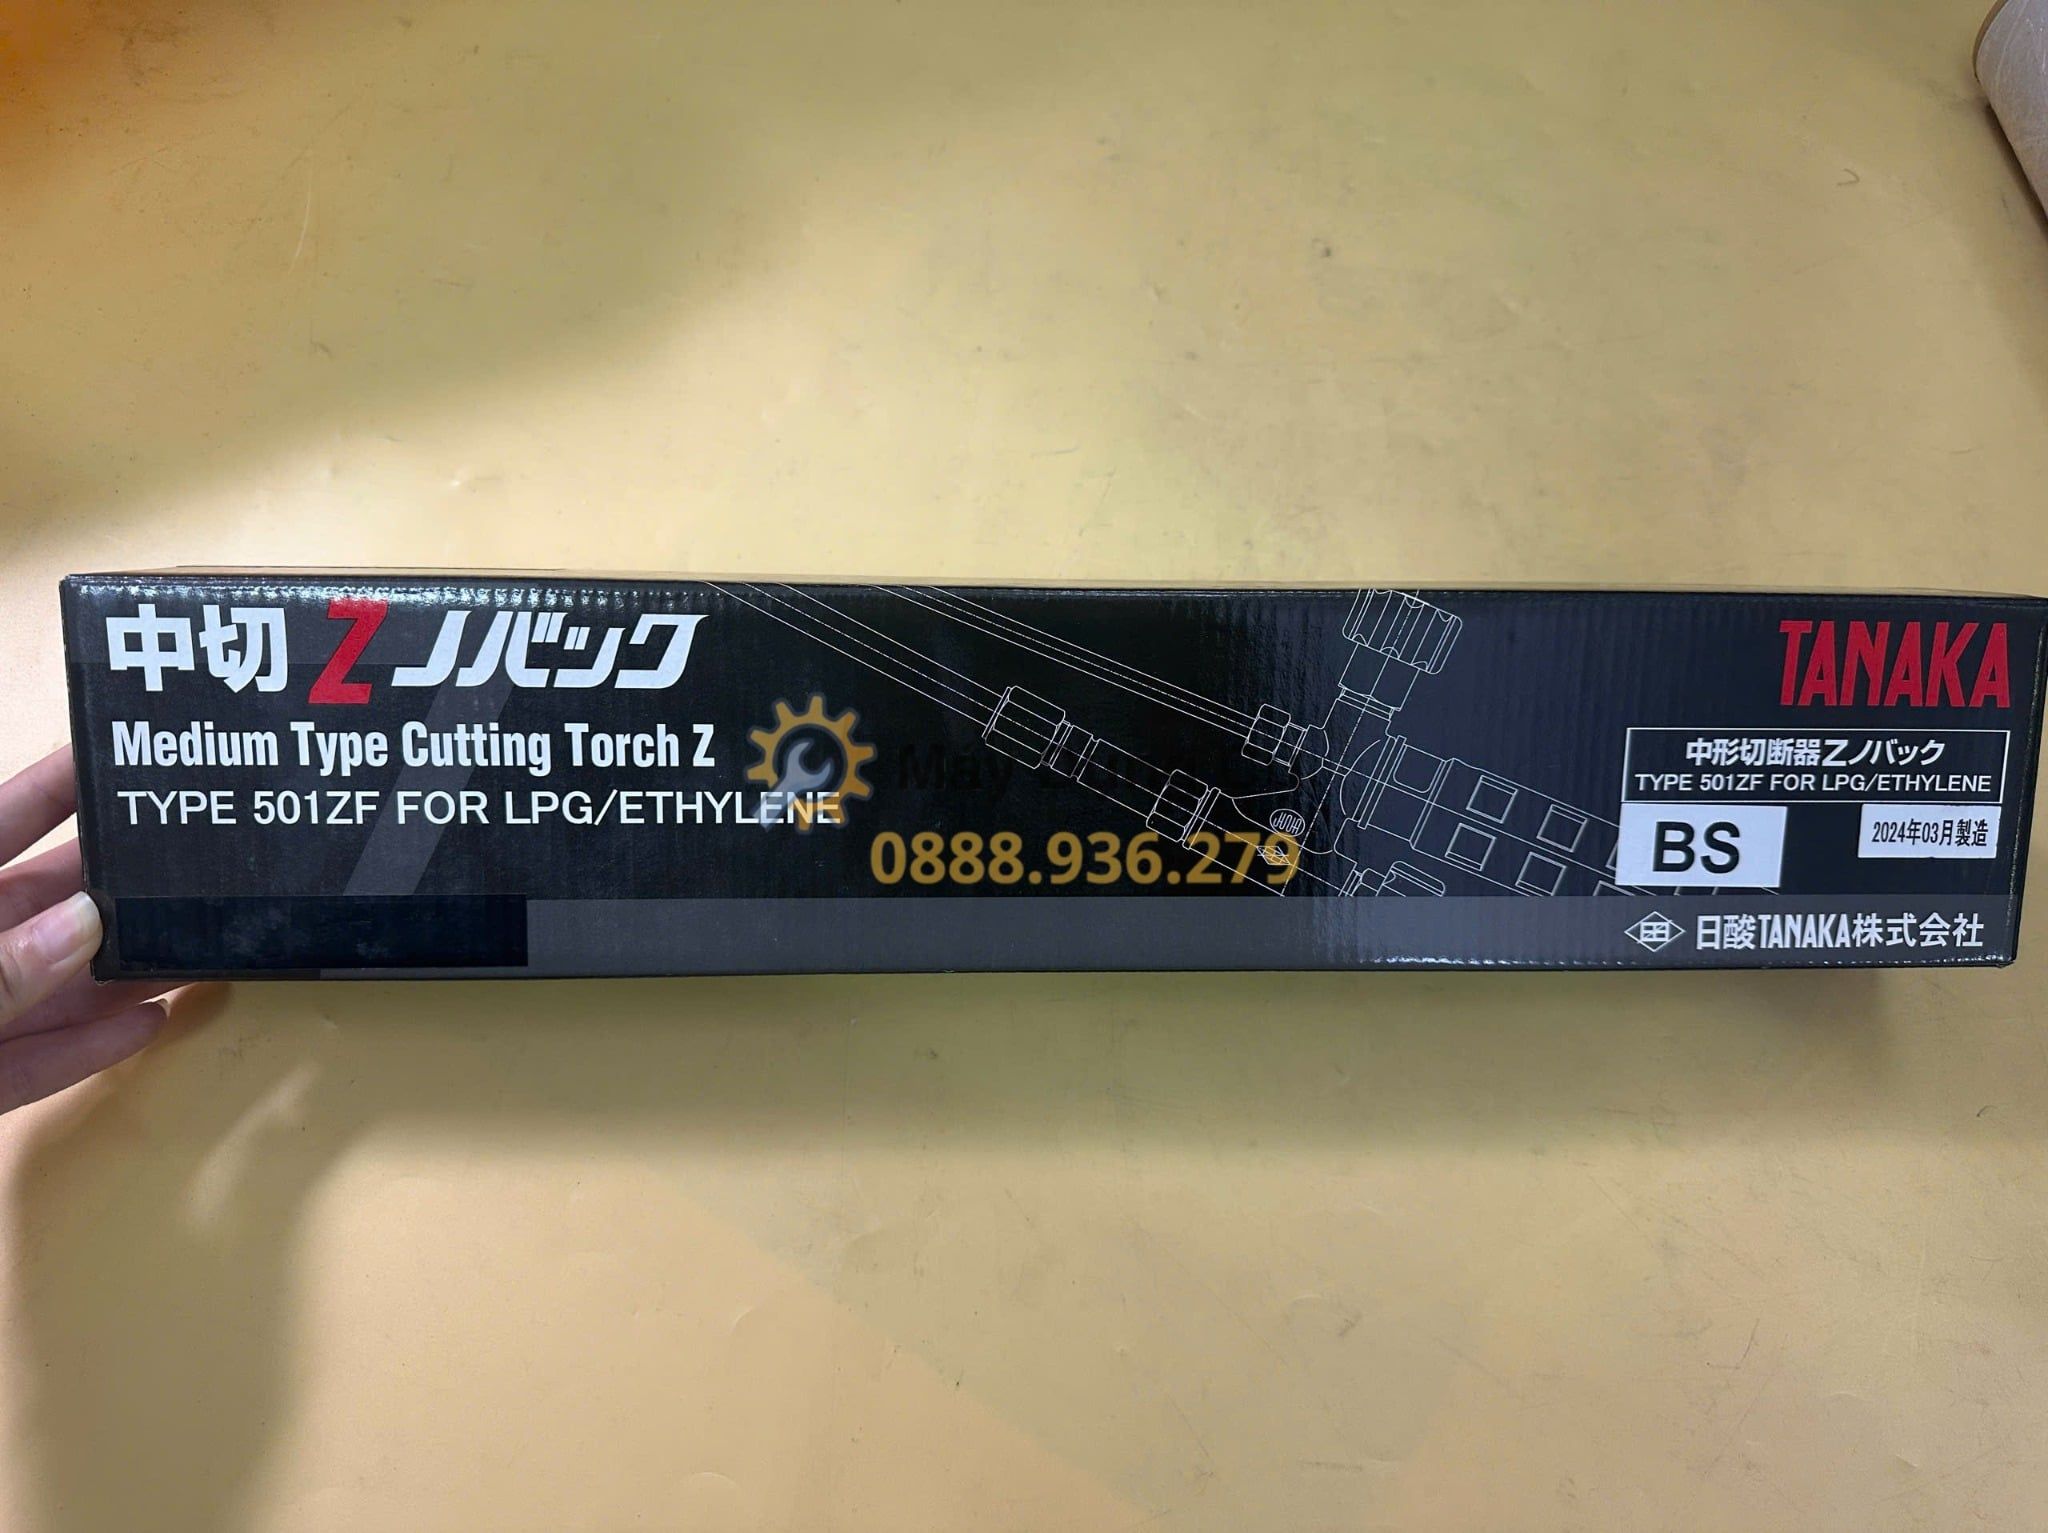 中切 Z ノバック
Medium Type Cutting Torch Z
TYPE 501ZF FOR LPG/ETHYLENE
0888.936.279
TANAKA
中形切断器Zノバック
TYPE 501ZF FOR LPG/ETHYLENE
BS
2024年03月製造
日酸TANAKA株式会社